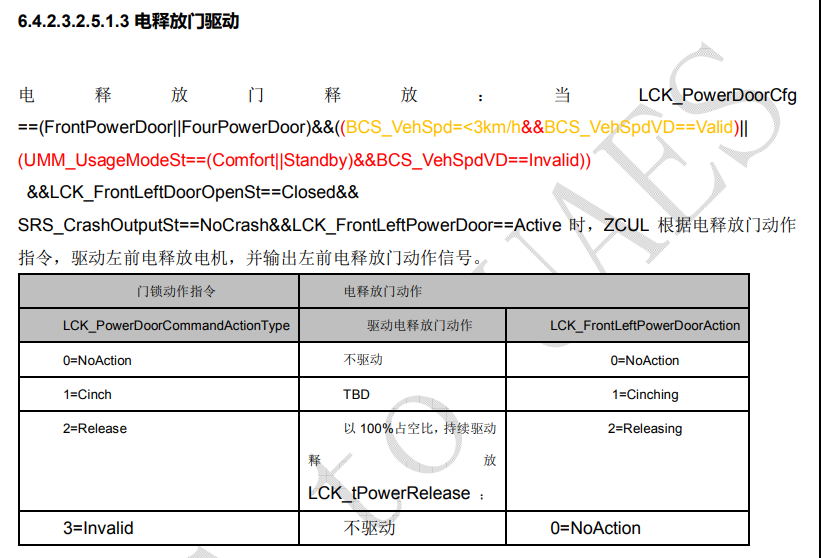 6.4.2.3.2.5.1.3 电释放门驱动
电释放门释放：当 LCK_PowerDoorCfg
==(FrontPowerDoor||FourPowerDoor)&&((BCS_VehSpd=<3km/h&&BCS_VehSpdVD==Valid)||
(UMM_UsageModeSt==(Comfort||Standby)&&BCS_VehSpdVD==Invalid))
&&LCK_FrontLeftDoorOpenSt==Closed&&
SRS_CrashOutputSt==NoCrash&&LCK_FrontLeftPowerDoor==Active 时，ZCUL 根据电释放门动作
指令，驱动左前电释放电机，并输出左前电释放门动作信号。
门锁动作指令 电释放门动作
LCK_PowerDoorCommandActionType 驱动电释放门动作 LCK_FrontLeftPowerDoorAction
0=NoAction 不驱动 0=NoAction
1=Cinch TBD 1=Cinching
2=Release 以 100%占空比，持续驱动 2=Releasing
释放
LCK_tPowerRelease ；
3=Invalid 不驱动 0=NoAction
to UAES